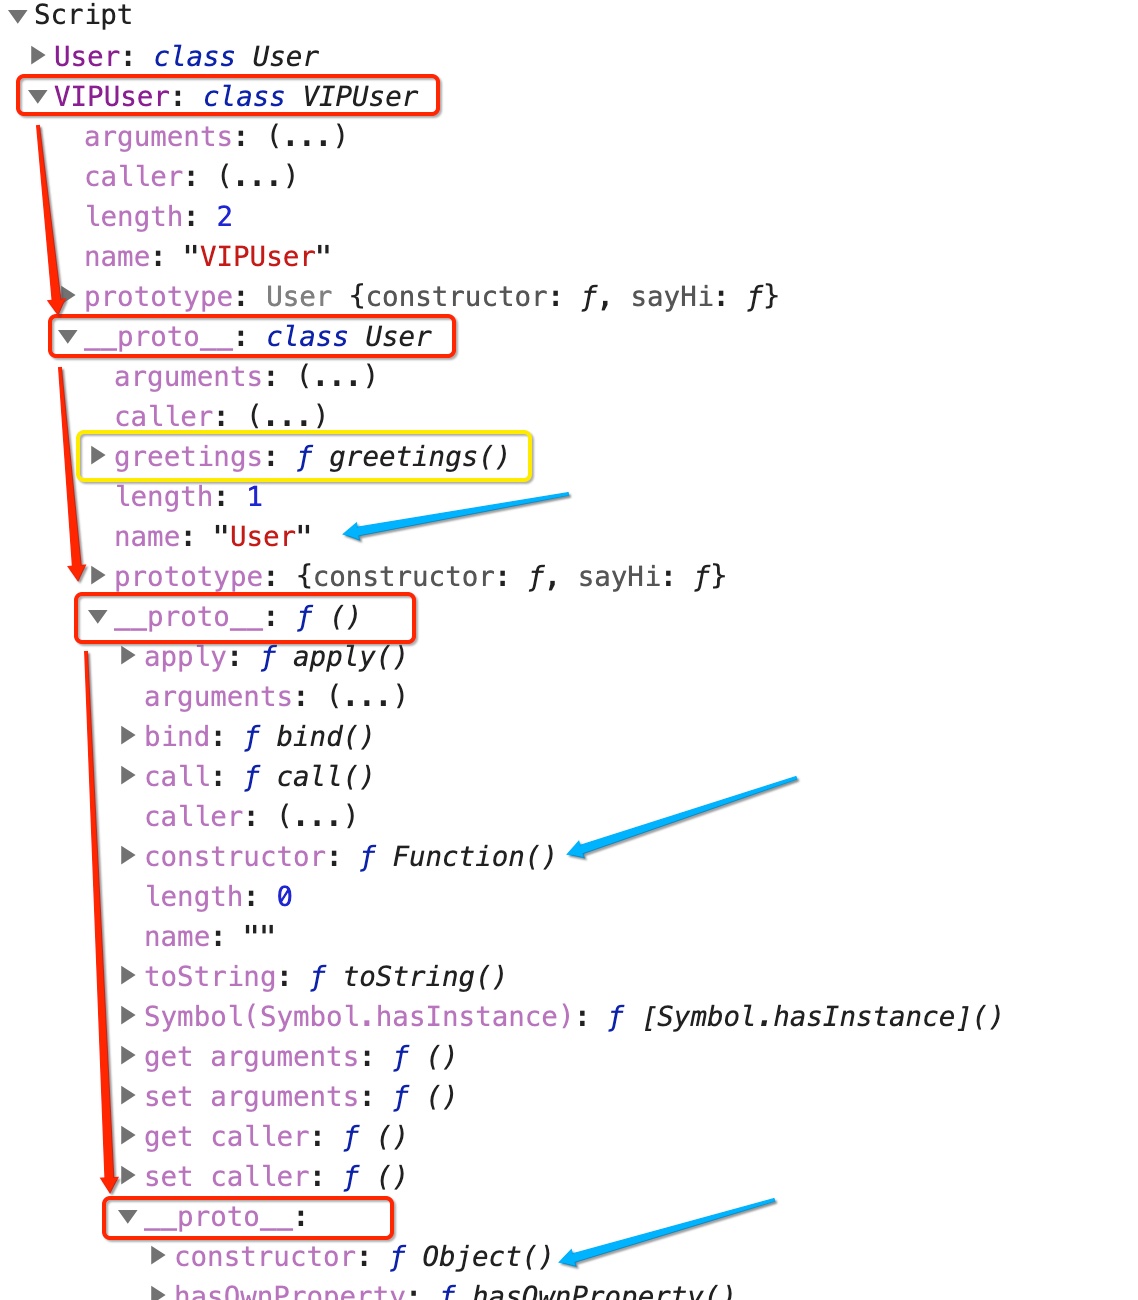 Script
User: class User
VIPUser: class VIPUser
arguments: (...)
caller: (...)
length: 2
name: "VIPUser"
prototype: User {constructor: ƒ, sayHi: ƒ}
__proto__: class User
arguments: (...)
caller: (...)
greetings: ƒ greetings()
length: 1
name: "User"
prototype: {constructor: ƒ, sayHi: ƒ}
__proto__: ƒ ()
apply: ƒ apply()
arguments: (...)
bind: ƒ bind()
call: ƒ call()
caller: (...)
constructor: ƒ Function()
length: 0
name: ""
toString: ƒ toString()
Symbol(Symbol.hasInstance): ƒ [Symbol.hasInstance]()
get arguments: ƒ ()
set arguments: ƒ ()
get caller: ƒ ()
set caller: ƒ ()
__proto__:
constructor: ƒ Object()
hasOwnProperty: ƒ hasOwnProperty()